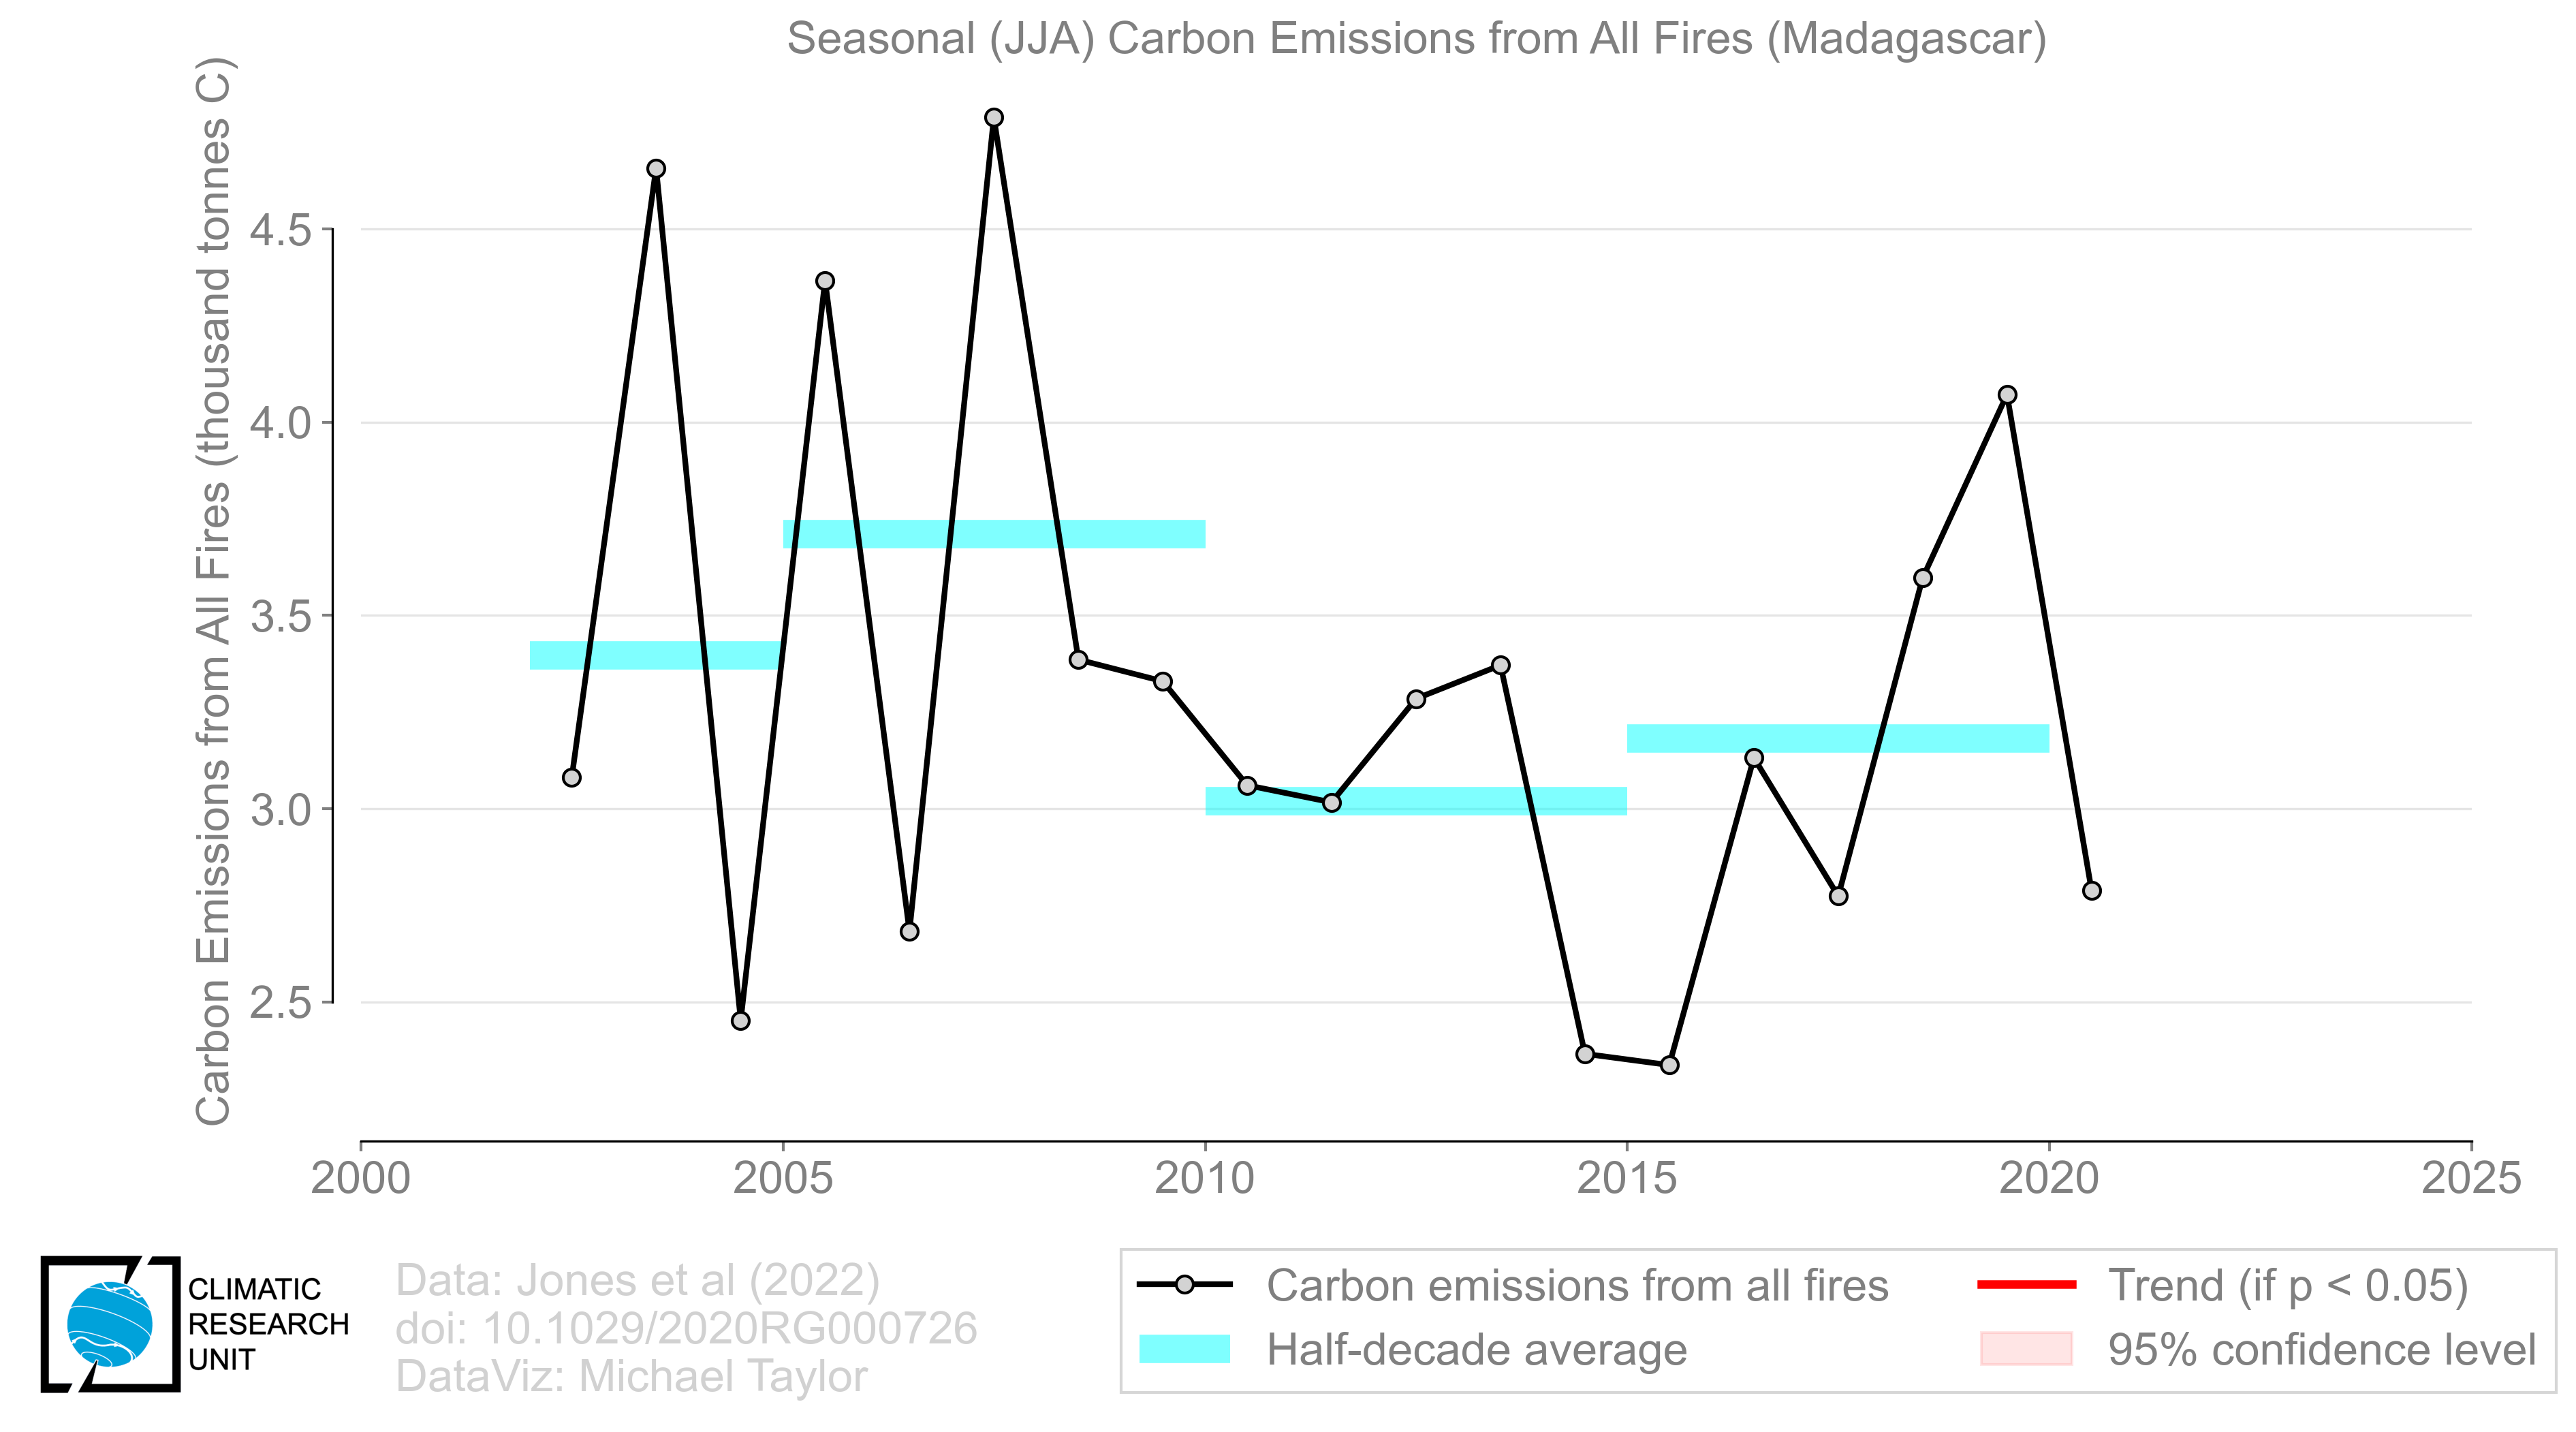 Seasonal (JJA) Carbon Emissions from All Fires (Madagascar)
Carbon Emissions from All Fires (thousand tonnes C)
4.5
4.0
3.5
3.0
2.5
2000
2005
2010
2015
2020
2025
CLIMATIC
RESEARCH
UNIT
Data: Jones et al (2022)
doi: 10.1029/2020RG000726
DataViz: Michael Taylor
Carbon emissions from all fires
Half-decade average
Trend (if p < 0.05)
95% confidence level